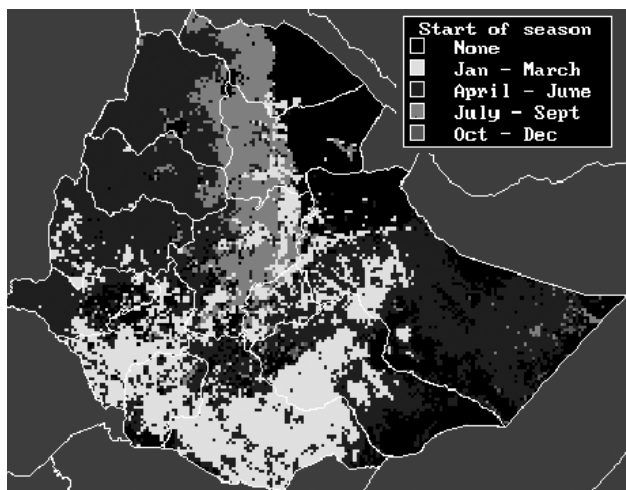 Start of season
None
Jan - March
April - June
July - Sept
Oct - Dec